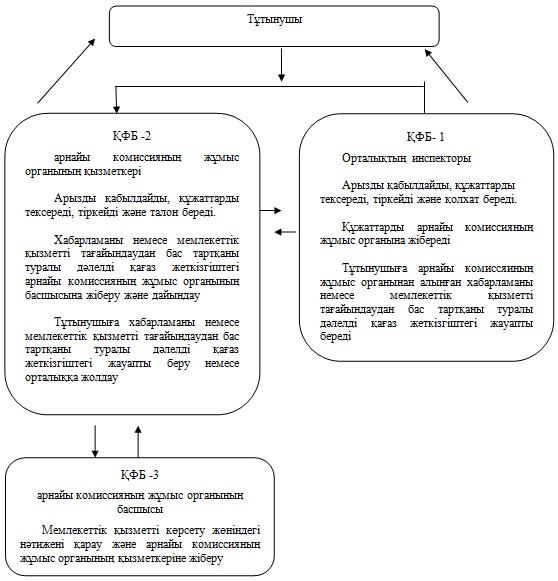 Тұтынушы
ҚФБ -2
арнайы комиссияның жұмыс
органының қызметкері
Арызды қабылдайды, құжаттарды
тексереді, тіркейді және талон береді.
Хабарламаны немесе мемлекеттік
қызметті тағайындаудан бас тартқаны
туралы дәлелді қағаз жеткізгіштегі
арнайы комиссияның жұмыс органының
басшысына жіберу және дайындау
Тұтынушыға хабарламаны немесе
мемлекеттік қызметті тағайындаудан бас
тартқаны туралы дәлелді қағаз
жеткізгіштегі жауапты беру немесе
орталыққа жолдау
ҚФБ- 1
Орталықтың инспекторы
Арызды қабылдайды, құжаттарды
тексереді, тіркейді және қолхат береді.
Құжаттарды арнайы комиссияның
жұмыс органына жібереді
Тұтынушыға арнайы комссияның
жұмыс органынан алынған хабарламаны
немесе мемлекеттік қызметті
тағайындаудан бас тартқаны туралы
дәлелді қағаз жеткізгіштегі жауапты
береді
ҚФБ -3
арнайы комиссияның жұмыс органының
басшысы
Мемлекеттік қызметті көрсету жөніндегі
нәтижені қарау және арнайы комиссияның
жұмыс органының қызметкеріне жіберу